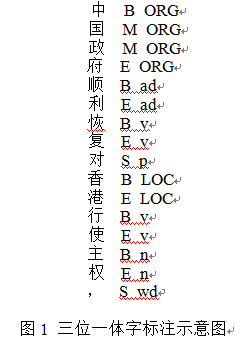 中 B ORG
国 M ORG
政 M ORG
府 E ORG
顺 B ad
利 E ad
恢 B v
复 E v
对 S p
香 B LOC
港 E LOC
行 B v
使 E v
主 B n
权 E n
， S wd
图 1 三位一体字标注示意图